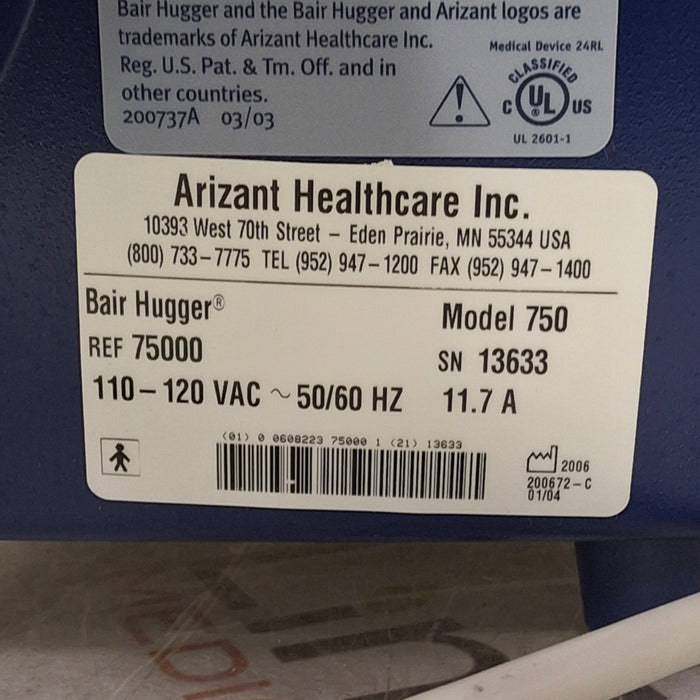 Bair Hugger and the Bair Hugger and Arizant logos are
trademarks of Arizant Healthcare Inc.
Reg. U.S. Pat. & Tm. Off. and in
other countries.
200737A 03/03
Medical Device 24RL
CLASSIFIED
C UL® US
UL 2601-1
Arizant Healthcare Inc.
10393 West 70th Street – Eden Prairie, MN 55344 USA
(800) 733–7775 TEL (952) 947–1200 FAX (952) 947–1400
Bair Hugger® Model 750
REF 75000 SN 13633
110–120 VAC ~ 50/60 HZ 11.7 A
(01) 0 0608223 75000 1 (21) 13633
2006
200672–C
01/04